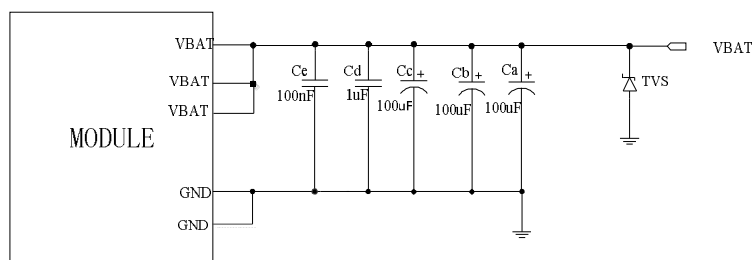 VBAT
VBAT
VBAT
MODULE
GND
GND
Ce
100nF
Cd
1uF
Cc +
100uF
Cb +
100uF
Ca +
100uF
TVS
VBAT